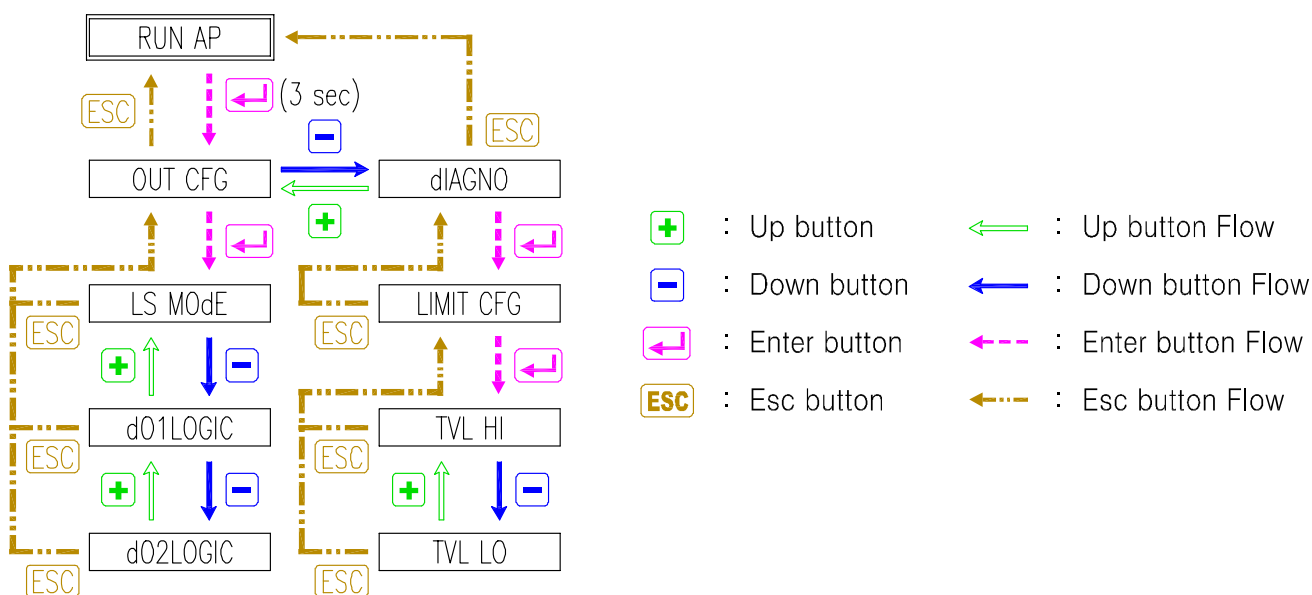 RUN AP
ESC
(3 sec)
ESC
OUT CFG
dIAGNO
LS MOdE
LIMIT CFG
ESC
ESC
dO1LOGIC
TVL HI
ESC
ESC
dO2LOGIC
TVL LO
ESC
ESC
+ : Up button
: Up button Flow
- : Down button
: Down button Flow
: Enter button
: Enter button Flow
ESC : Esc button
: Esc button Flow